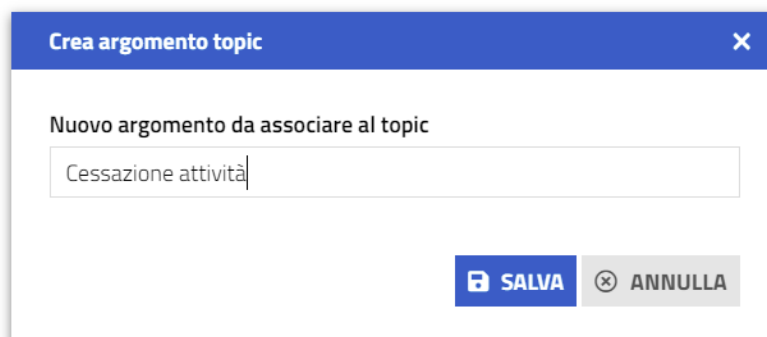 Crea argomento topic
Nuovo argomento da associare al topic
Cessazione attività
SALVA
ANNULLA